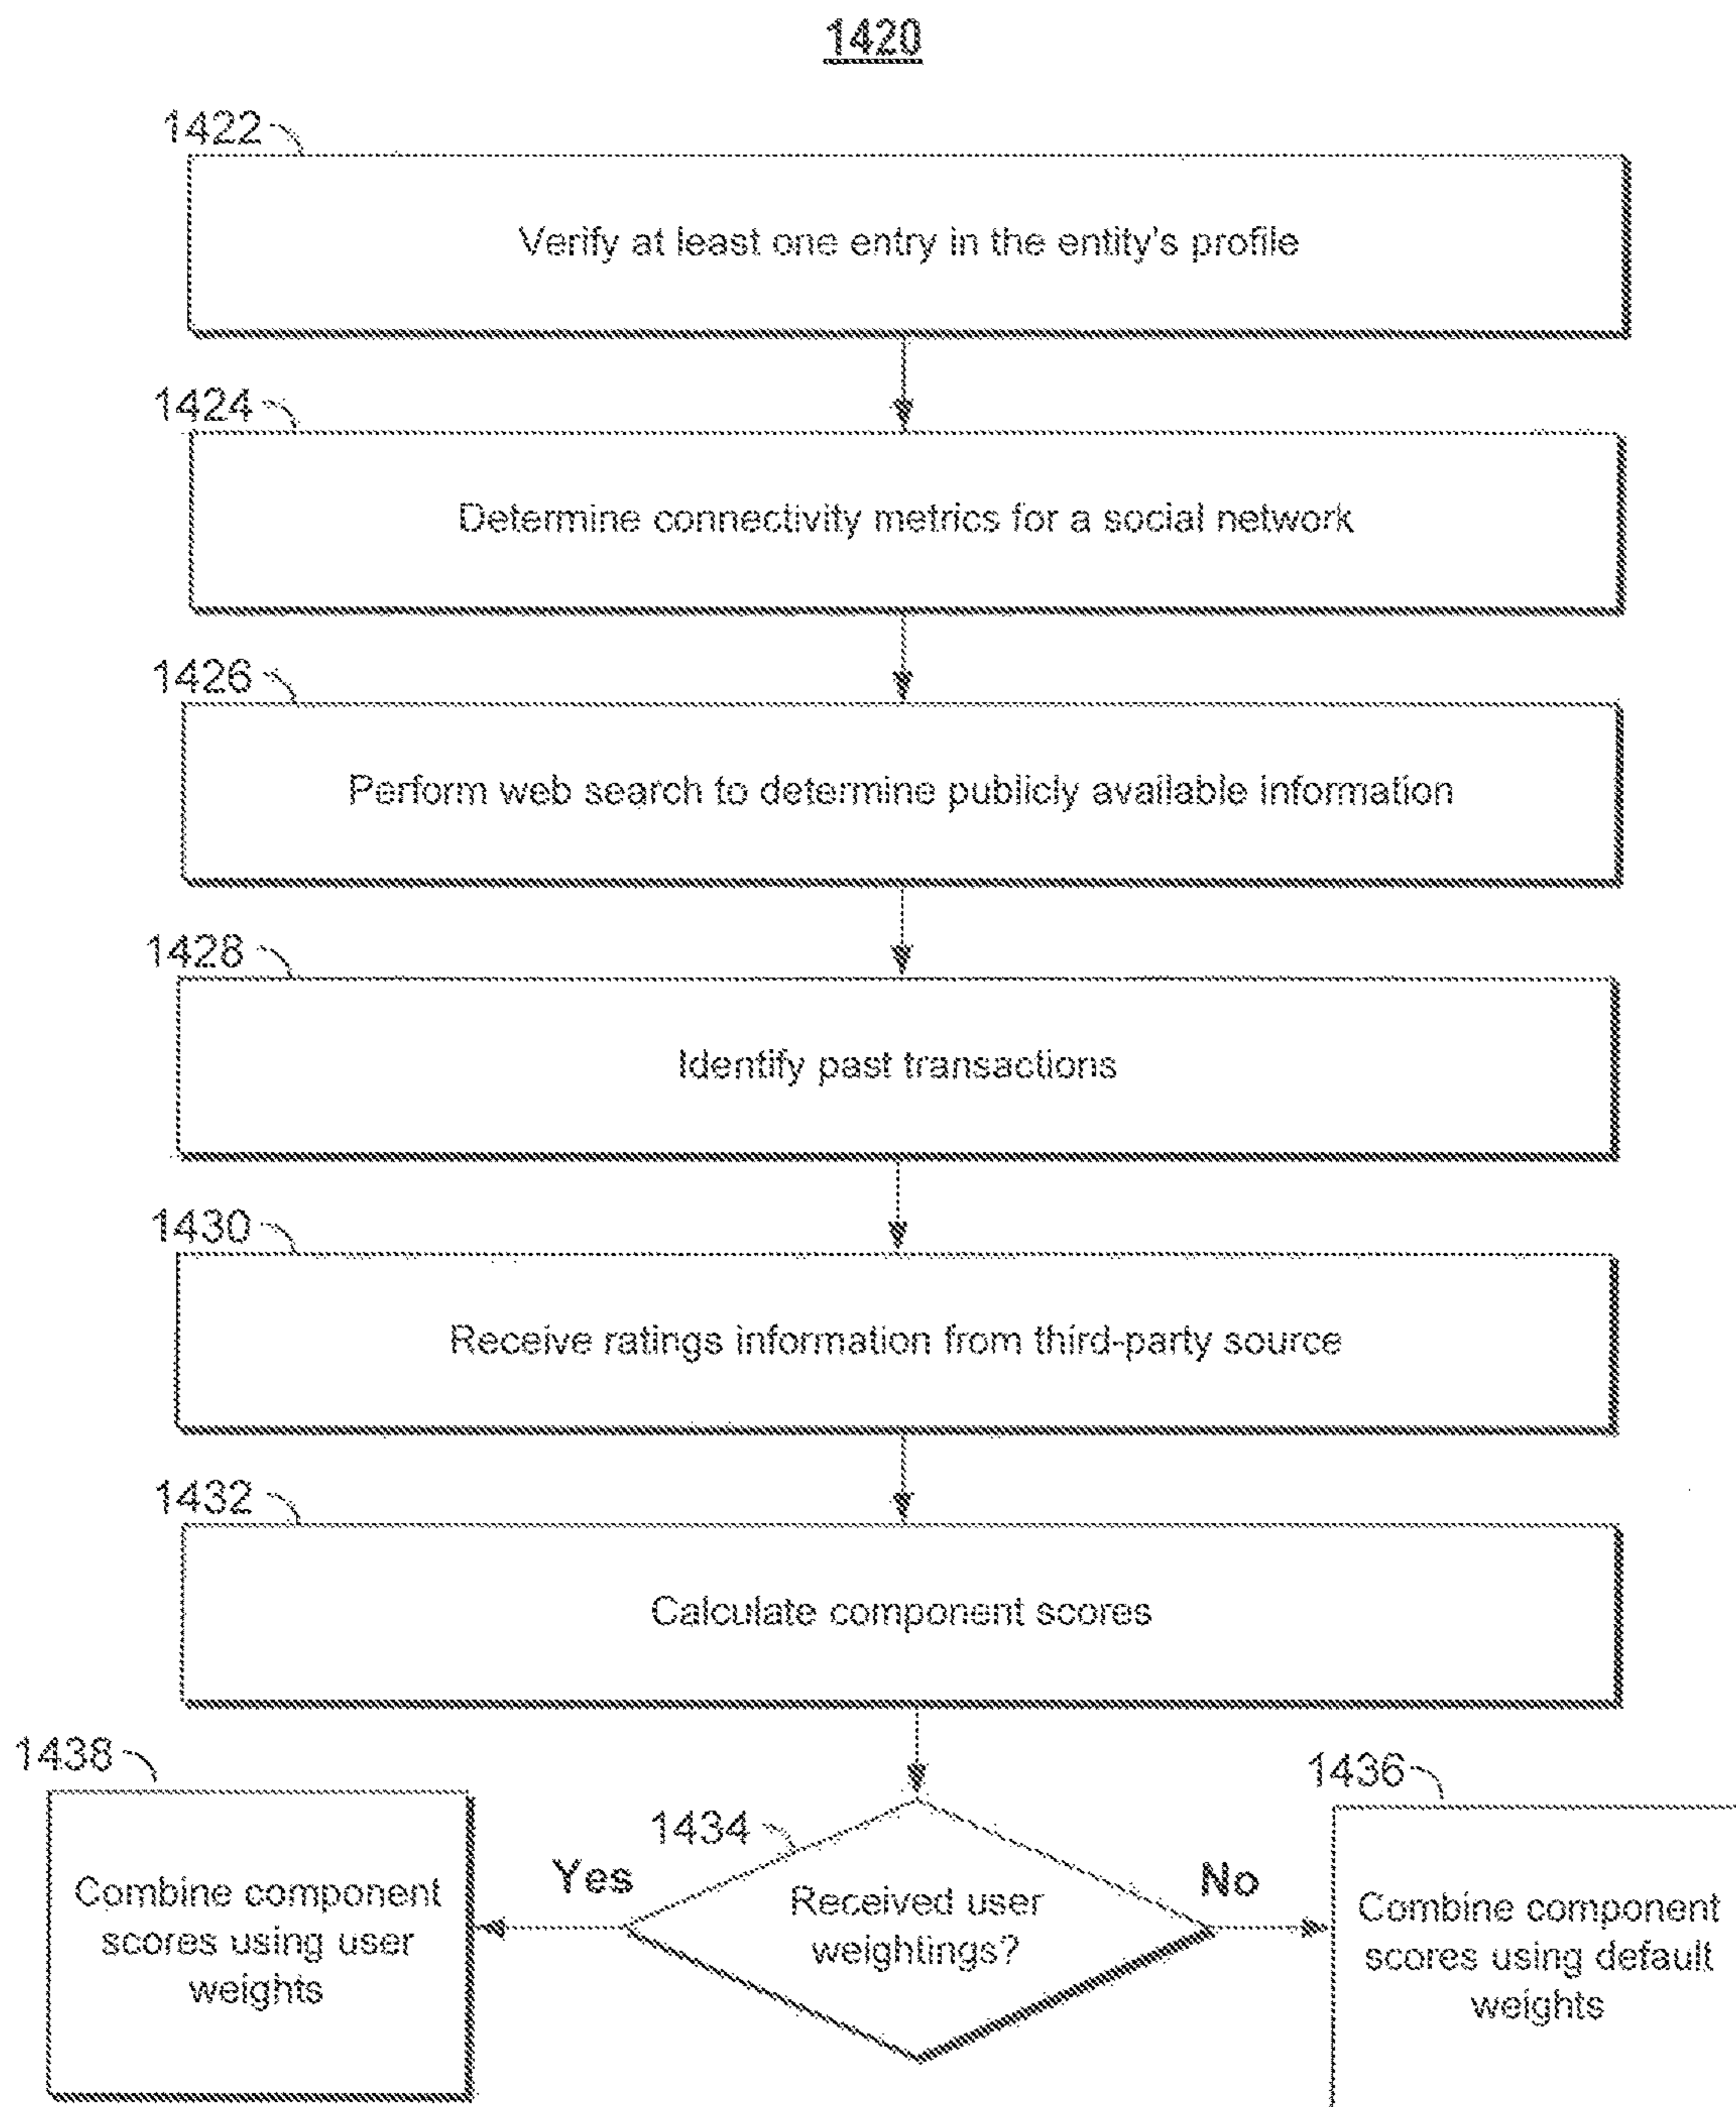 1420
1422
Verify at least one entry in the entity's profile
1424
Determine connectivity metrics for a social network
1426
Perform web search to determine publicly available information
1428
Identify past transactions
1430
Receive ratings information from third-party source
1432
Calculate component scores
1438
Combine component
scores using user
weights
Yes
1434
Received user
weightings?
No
1436
Combine component
scores using default
weights